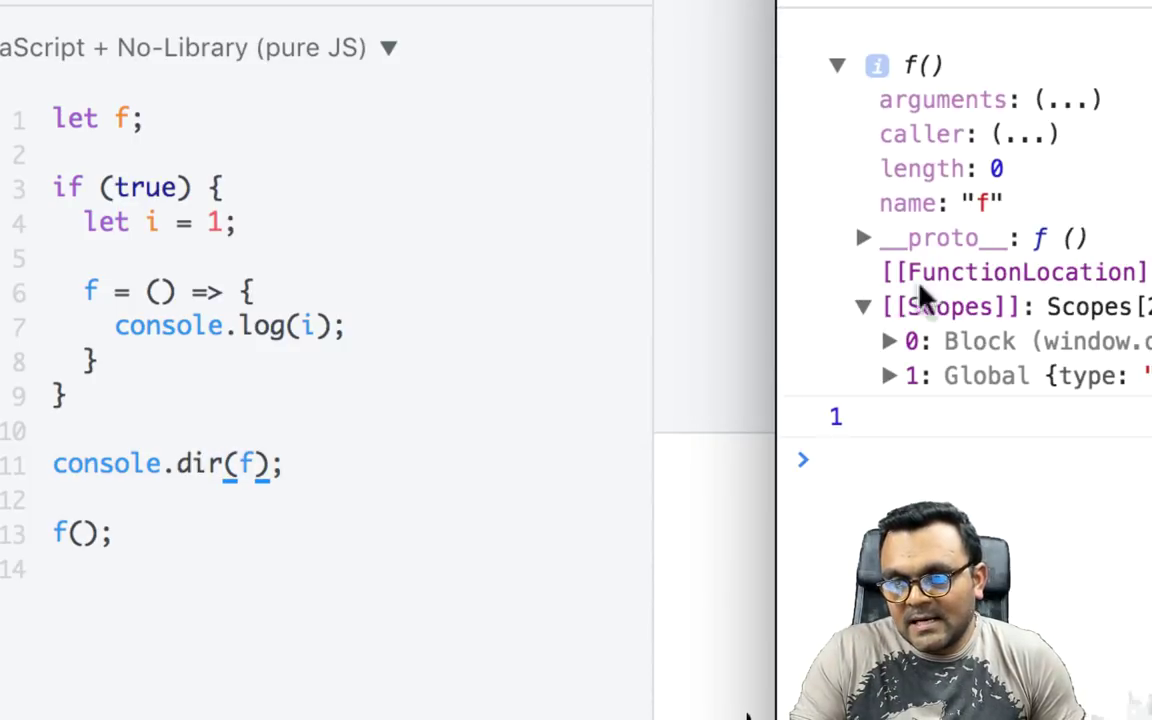 aScript + No-Library (pure JS) ▼
1 let f;
2
3 if (true) {
4 let i = 1;
5
6 f = () => {
7 console.log(i);
8 }
9 }
10
11 console.dir(f);
12
13 f();
14
▼ i f()
arguments: (...)
caller: (...)
length: 0
name: "f"
▶ __proto__: ƒ ()
[[FunctionLocation]
▼ [[Scopes]]: Scopes[2
▶ 0: Block (window.
▶ 1: Global {type: "
1
>